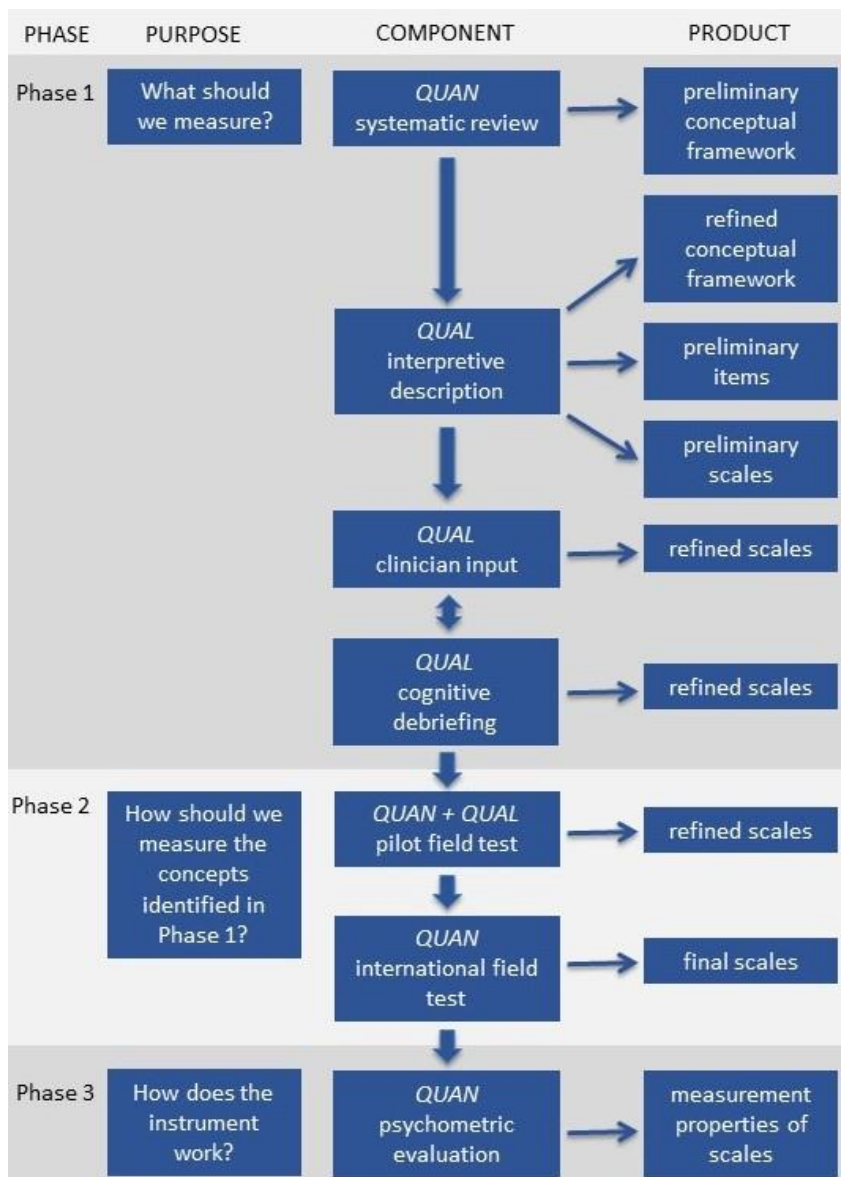 PHASE
PURPOSE
COMPONENT
PRODUCT
Phase 1
What should
we measure?
QUAN
systematic review
preliminary
conceptual
framework
refined
conceptual
framework
QUAL
interpretive
description
preliminary
items
preliminary
scales
QUAL
clinician input
refined scales
QUAL
cognitive
debriefing
refined scales
Phase 2
How should we
measure the
concepts
identified in
Phase 1?
QUAN + QUAL
pilot field test
refined scales
QUAN
international field
test
final scales
Phase 3
How does the
instrument
work?
QUAN
psychometric
evaluation
measurement
properties of
scales